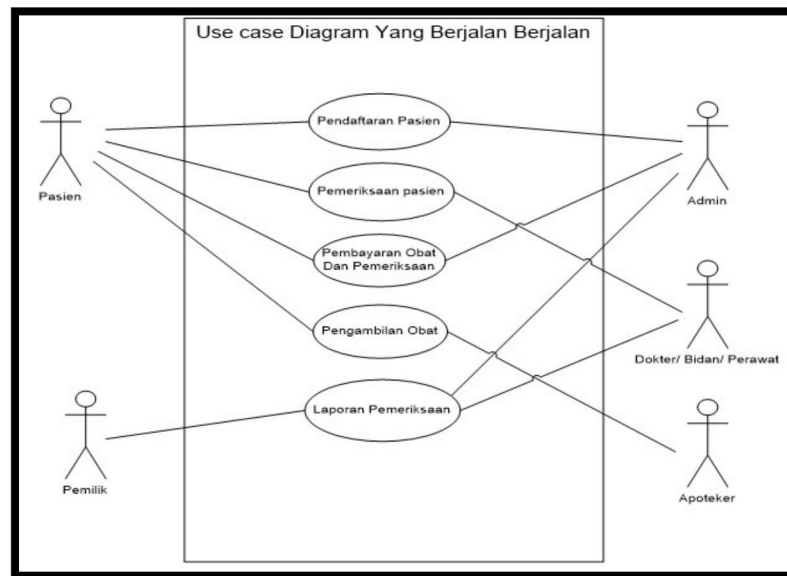 Use case Diagram Yang Berjalan Berjalan
Pendaftaran Pasien
Pasien
Admin
Pemeriksaan pasien
Pembayaran Obat
Dan Pemeriksaan
Pengambilan Obat
Dokter/ Bidan/ Perawat
Laporan Pemeriksaan
Pemilik
Apoteker